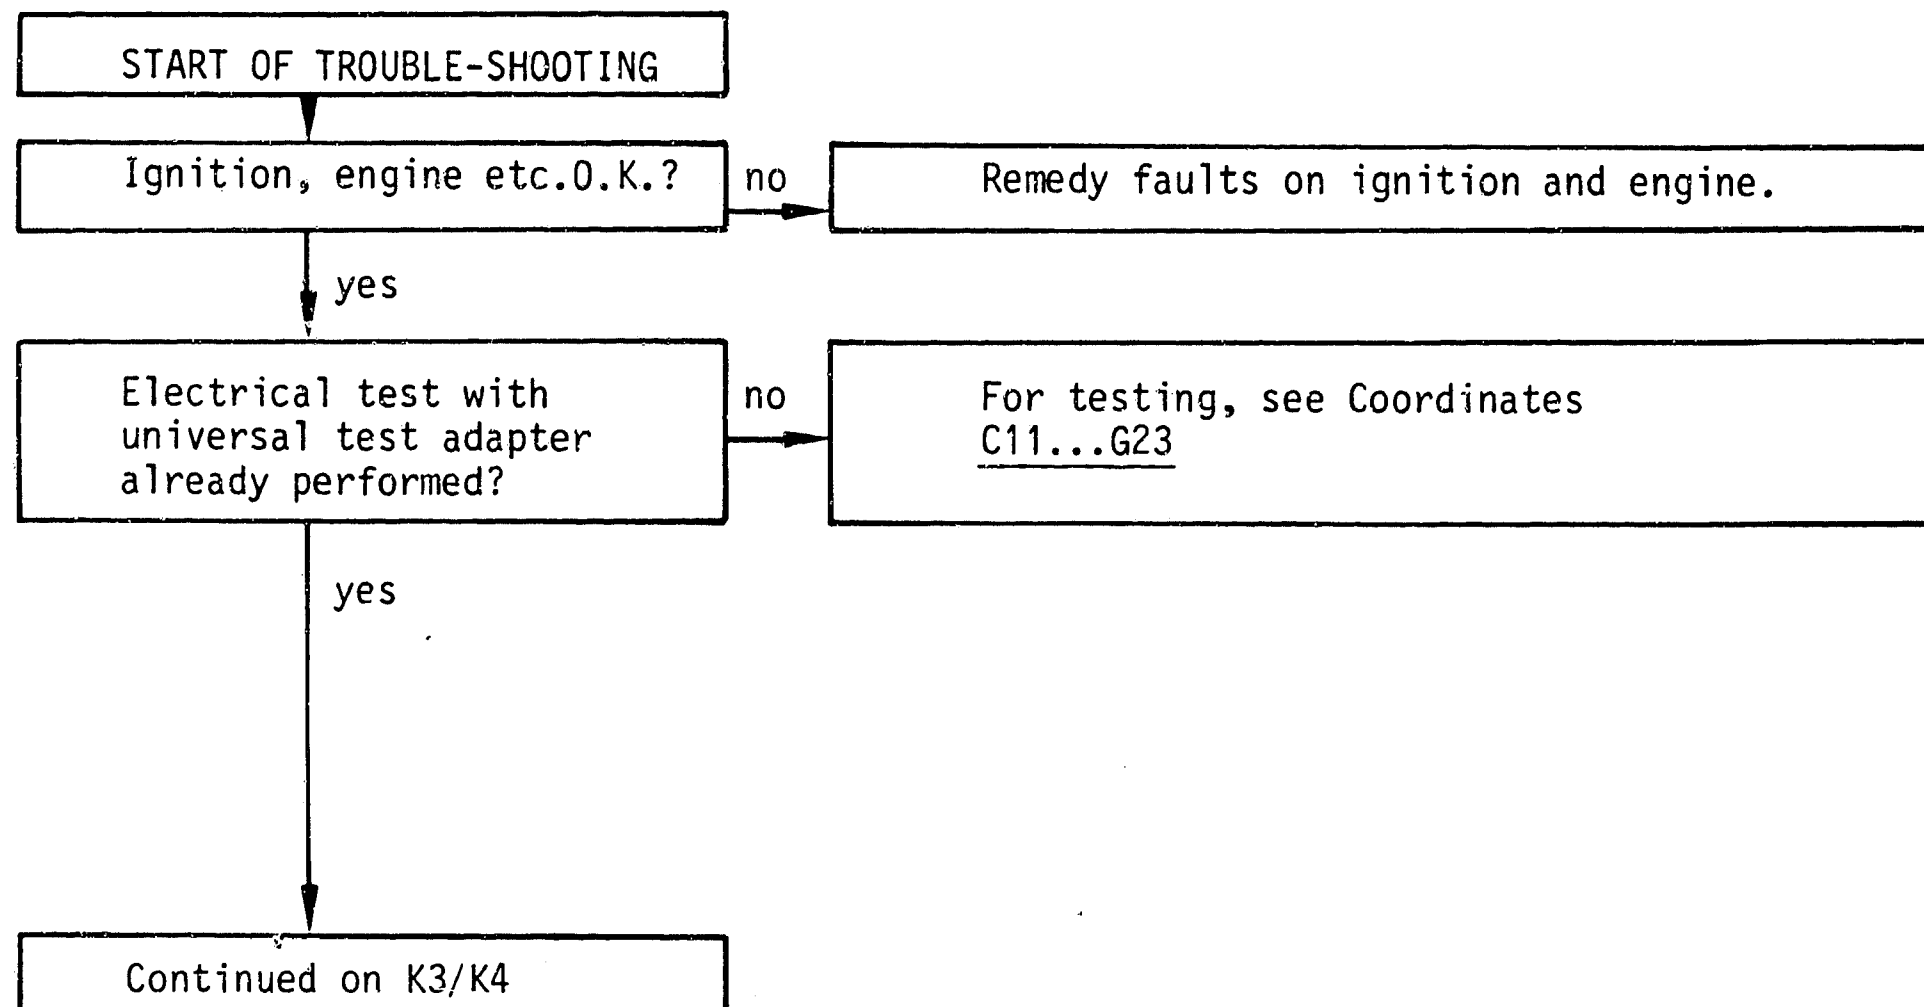 START OF TROUBLE-SHOOTING
Ignition, engine etc.O.K.?
no
Remedy faults on ignition and engine.
yes
Electrical test with
universal test adapter
already performed?
no
For testing, see Coordinates
C11...G23
yes
Continued on K3/K4